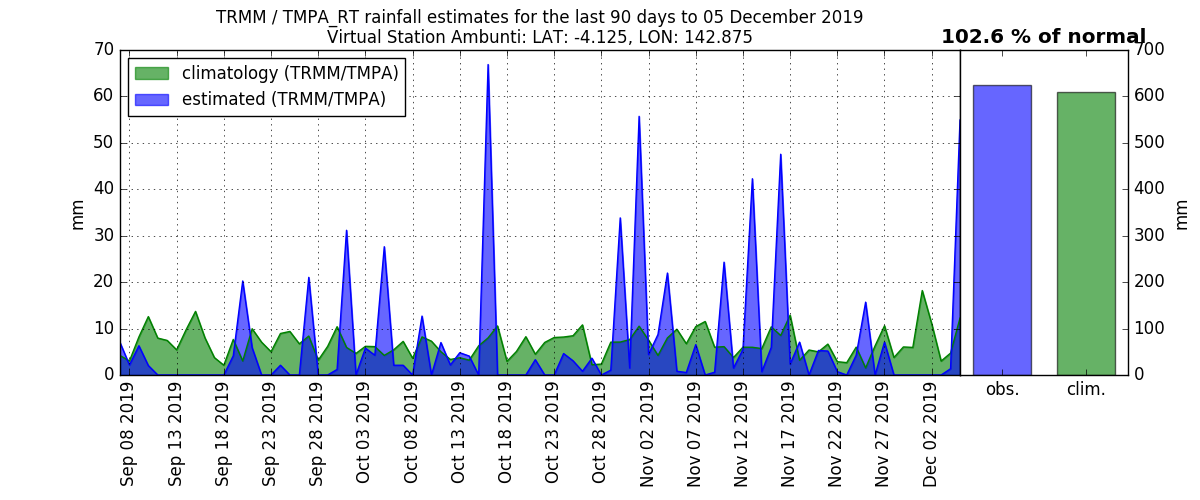 TRMM / TMPA_RT rainfall estimates for the last 90 days to 05 December 2019
Virtual Station Ambunti: LAT: -4.125, LON: 142.875
102.6 % of normal
climatology (TRMM/TMPA)
estimated (TRMM/TMPA)
70
60
50
40
30
20
10
0
mm
700
600
500
400
300
200
100
0
mm
Sep 08 2019
Sep 13 2019
Sep 18 2019
Sep 23 2019
Sep 28 2019
Oct 03 2019
Oct 08 2019
Oct 13 2019
Oct 18 2019
Oct 23 2019
Oct 28 2019
Nov 02 2019
Nov 07 2019
Nov 12 2019
Nov 17 2019
Nov 22 2019
Nov 27 2019
Dec 02 2019
obs.
clim.